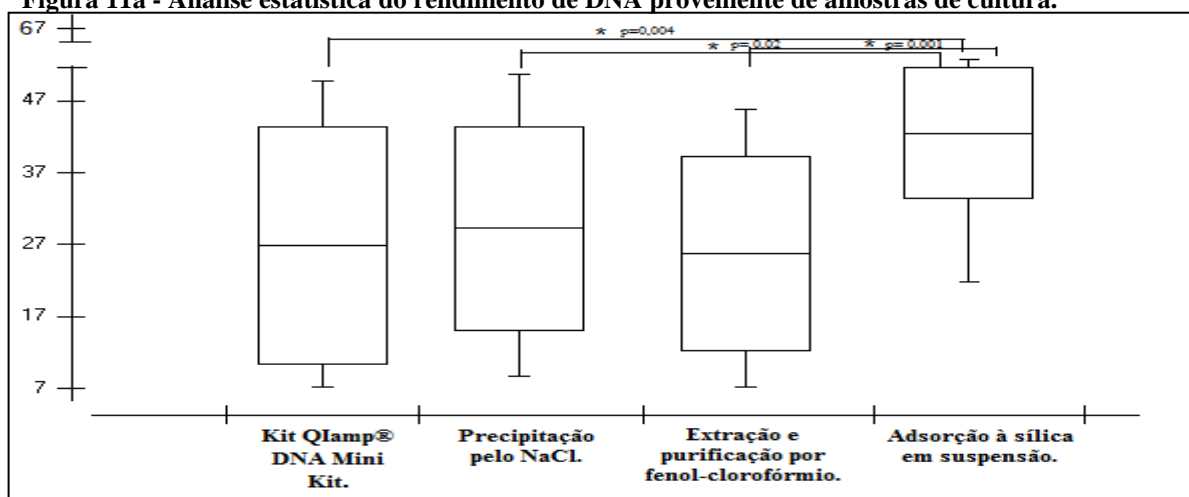 Figura 11a - Análise estatística do rendimento de DNA proveniente de amostras de cultura.
67
* p=0,004
* p= 0.02
* p= 0.001
47
37
27
17
7
Kit QIamp®
DNA Mini
Kit.
Precipitação
pelo NaCl.
Extração e
purificação por
fenol-clorofórmio.
Adsorção à sílica
em suspensão.